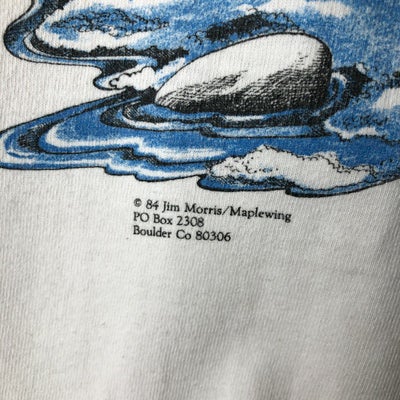 © 84 Jim Morris/Maplewing
PO Box 2308
Boulder Co 80306